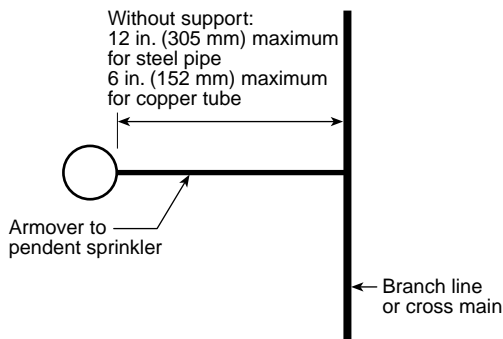 Without support:
12 in. (305 mm) maximum
for steel pipe
6 in. (152 mm) maximum
for copper tube
Armover to
pendent sprinkler
Branch line
or cross main